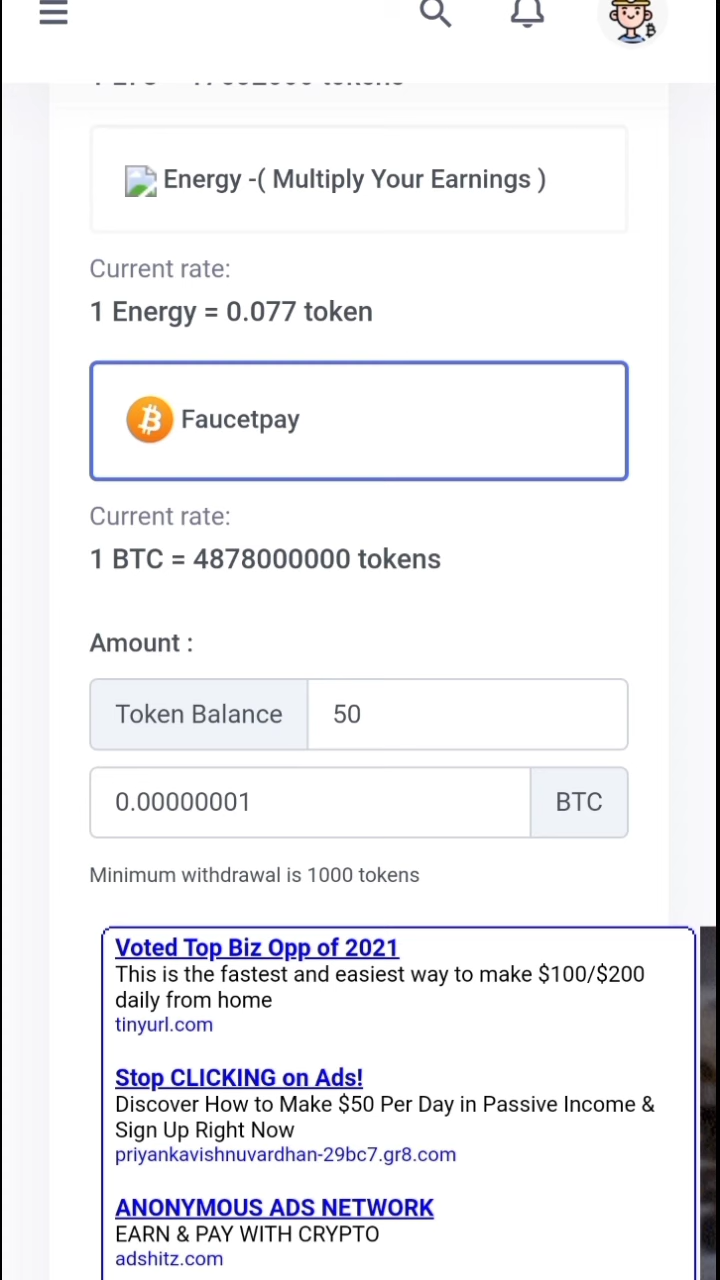 Energy -( Multiply Your Earnings )
Current rate:
1 Energy = 0.077 token
Faucetpay
Current rate:
1 BTC = 4878000000 tokens
Amount :
Token Balance 50
0.00000001 BTC
Minimum withdrawal is 1000 tokens
Voted Top Biz Opp of 2021
This is the fastest and easiest way to make $100/$200
daily from home
tinyurl.com
Stop CLICKING on Ads!
Discover How to Make $50 Per Day in Passive Income &
Sign Up Right Now
priyankavishnuvardhan-29bc7.gr8.com
ANONYMOUS ADS NETWORK
EARN & PAY WITH CRYPTO
adshitz.com